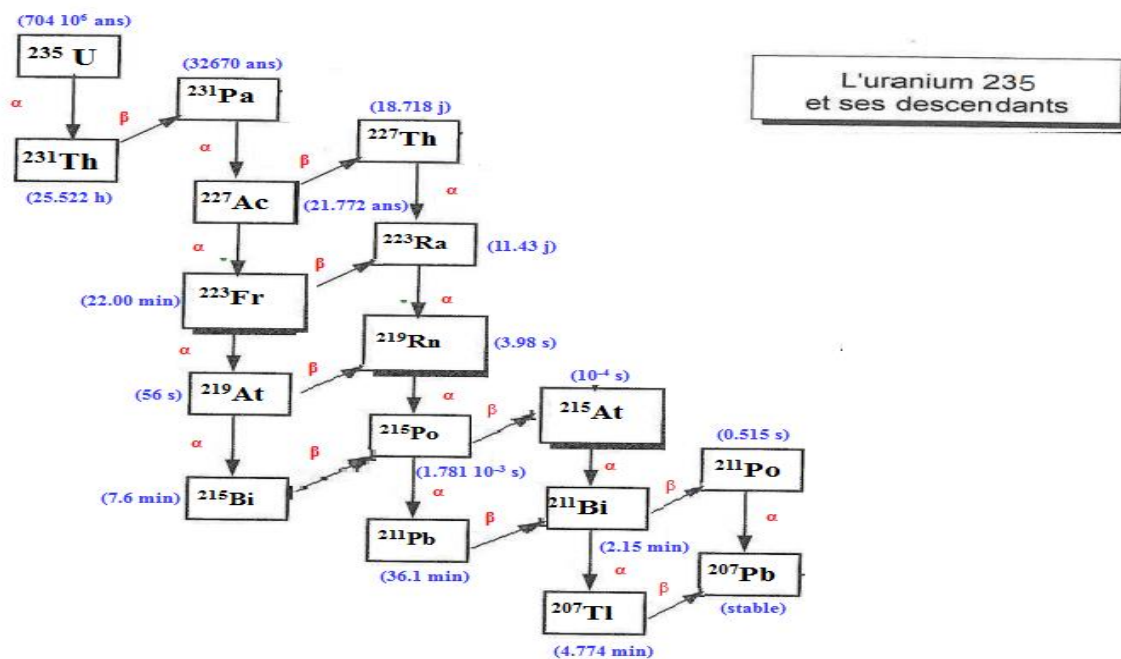 (704 10⁶ ans)
²³⁵ U
(32670 ans)
L'uranium 235
et ses descendants
α
β
²³¹Pa
(18.718 j)
²³¹Th
(25.522 h)
α
β
²²⁷Th
²²⁷Ac
(21.772 ans)
α
α
β
²²³Ra
(11.43 j)
(22.00 min)
²²³Fr
α
α
β
²¹⁹Rn
(3.98 s)
(56 s)
²¹⁹At
α
β
(10⁻⁴ s)
²¹⁵At
α
β
²¹⁵Po
(1.781 10⁻³ s)
(0.515 s)
²¹¹Po
(7.6 min)
²¹⁵Bi
α
β
²¹¹Pb
(36.1 min)
α
β
²¹¹Bi
(2.15 min)
α
α
β
²⁰⁷Pb
(stable)
²⁰⁷Tl
(4.774 min)